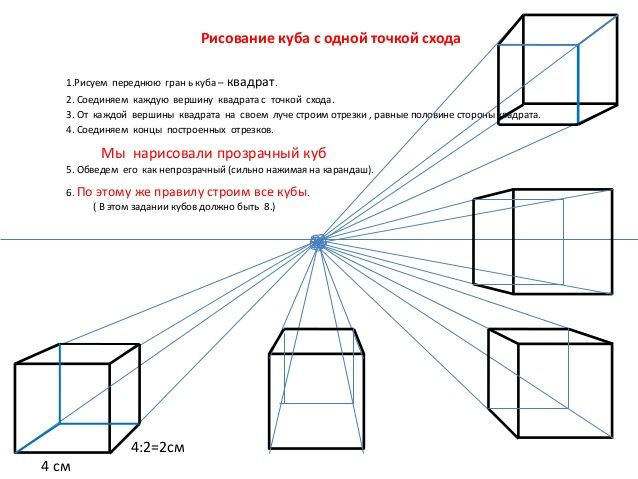 Рисование куба с одной точкой схода
1.Рисуем переднюю грань куба – квадрат.
2. Соединяем каждую вершину квадрата с точкой схода.
3. От каждой вершины квадрата на своем луче строим отрезки , равные половине стороны квадрата.
4. Соединяем концы построенных отрезков.
Мы нарисовали прозрачный куб
5. Обведем его как непрозрачный (сильно нажимая на карандаш).
6. По этому же правилу строим все кубы.
( В этом задании кубов должно быть 8.)
4:2=2см
4 см